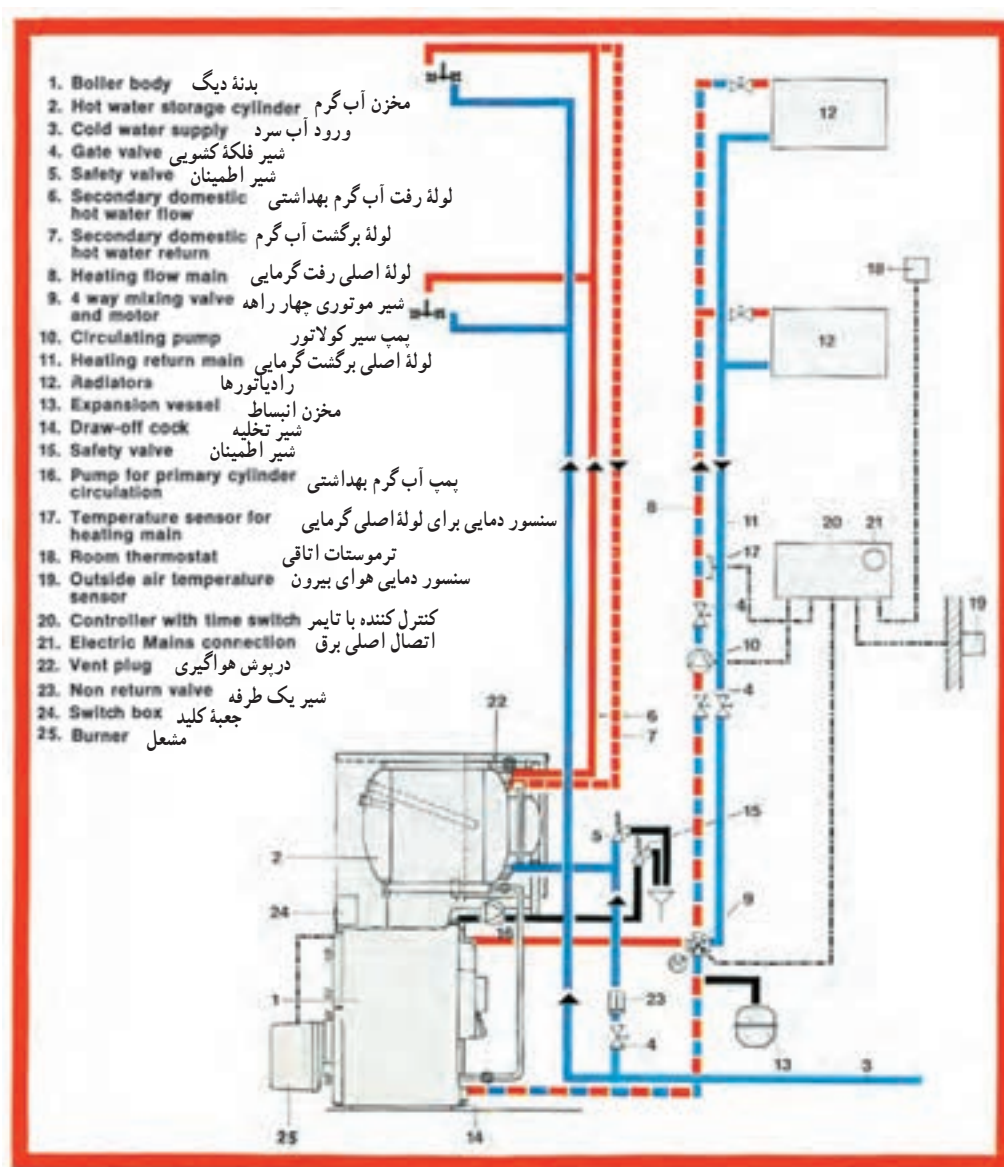 1. Boiler body بدنهٔ دیگ
2. Hot water storage cylinder مخزن آب گرم
3. Cold water supply ورود آب سرد
4. Gate valve شیر فلکهٔ کشویی
5. Safety valve شیر اطمینان
6. Secondary domestic لولهٔ رفت آب گرم بهداشتی
hot water flow
7. Secondary domestic لولهٔ برگشت آب گرم
hot water return
8. Heating flow main لولهٔ اصلی رفت گرمایی
9. 4 way mixing valve شیر موتوری چهار راهه
and motor
10. Circulating pump پمپ سیر کولاتور
11. Heating return main لولهٔ اصلی برگشت گرمایی
12. Radiators رادیاتورها
13. Expansion vessel مخزن انبساط
14. Draw-off cock شیر تخلیه
15. Safety valve شیر اطمینان
16. Pump for primary cylinder پمپ آب گرم بهداشتی
circulation
17. Temperature sensor for سنسور دمایی برای لولهٔ اصلی گرمایی
heating main
18. Room thermostat ترموستات اتاقی
19. Outside air temperature سنسور دمایی هوای بیرون
sensor
20. Controller with time switch کنترل کننده با تایمر
21. Electric Mains connection اتصال اصلی برق
22. Vent plug درپوش هواگیری
23. Non return valve شیر یک طرفه
24. Switch box جعبهٔ کلید
25. Burner مشعل
12
18
12
8
11
20
21
17
4
19
10
4
22
6
7
15
5
2
9
24
16
1
23
4
13
3
25
14